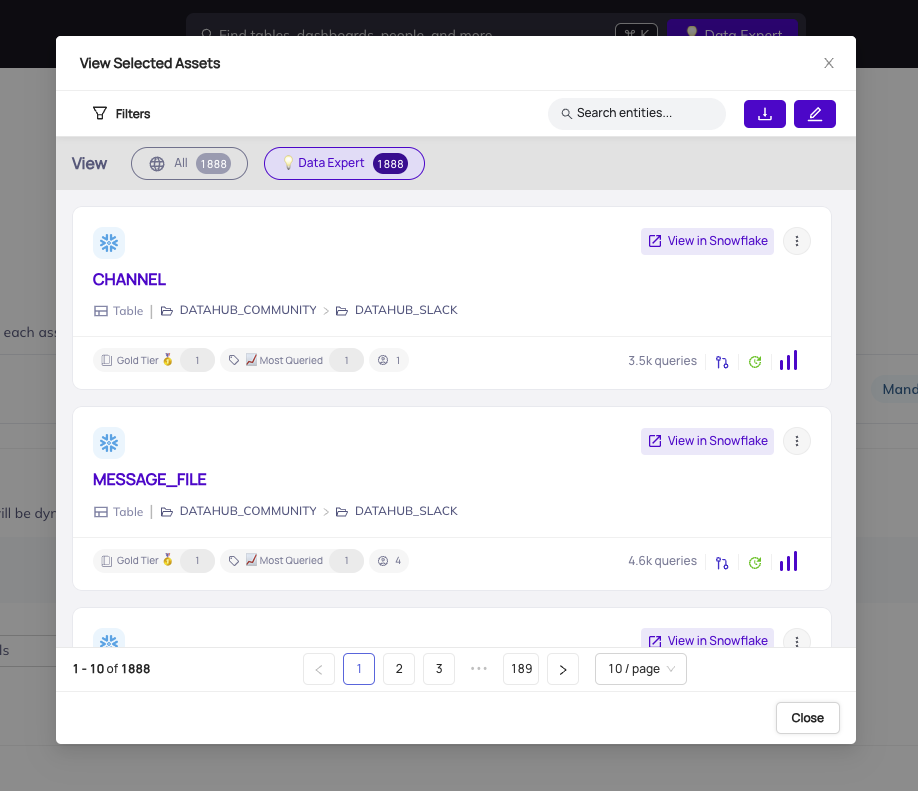 Find tables, dashboards, people, and more...
⌘ K
💡 Data Expert
View Selected Assets
Filters
Search entities...
View
All 1888
💡 Data Expert 1888
View in Snowflake
CHANNEL
Table | DATAHUB_COMMUNITY > DATAHUB_SLACK
Gold Tier 🥇 1
📈 Most Queried 1
1
3.5k queries
each ass
Mand
View in Snowflake
MESSAGE_FILE
Table | DATAHUB_COMMUNITY > DATAHUB_SLACK
ill be dyn
Gold Tier 🥇 1
📈 Most Queried 1
4
4.6k queries
View in Snowflake
ls
1 - 10 of 1888
< 1 2 3 ••• 189 >
10 / page
Close